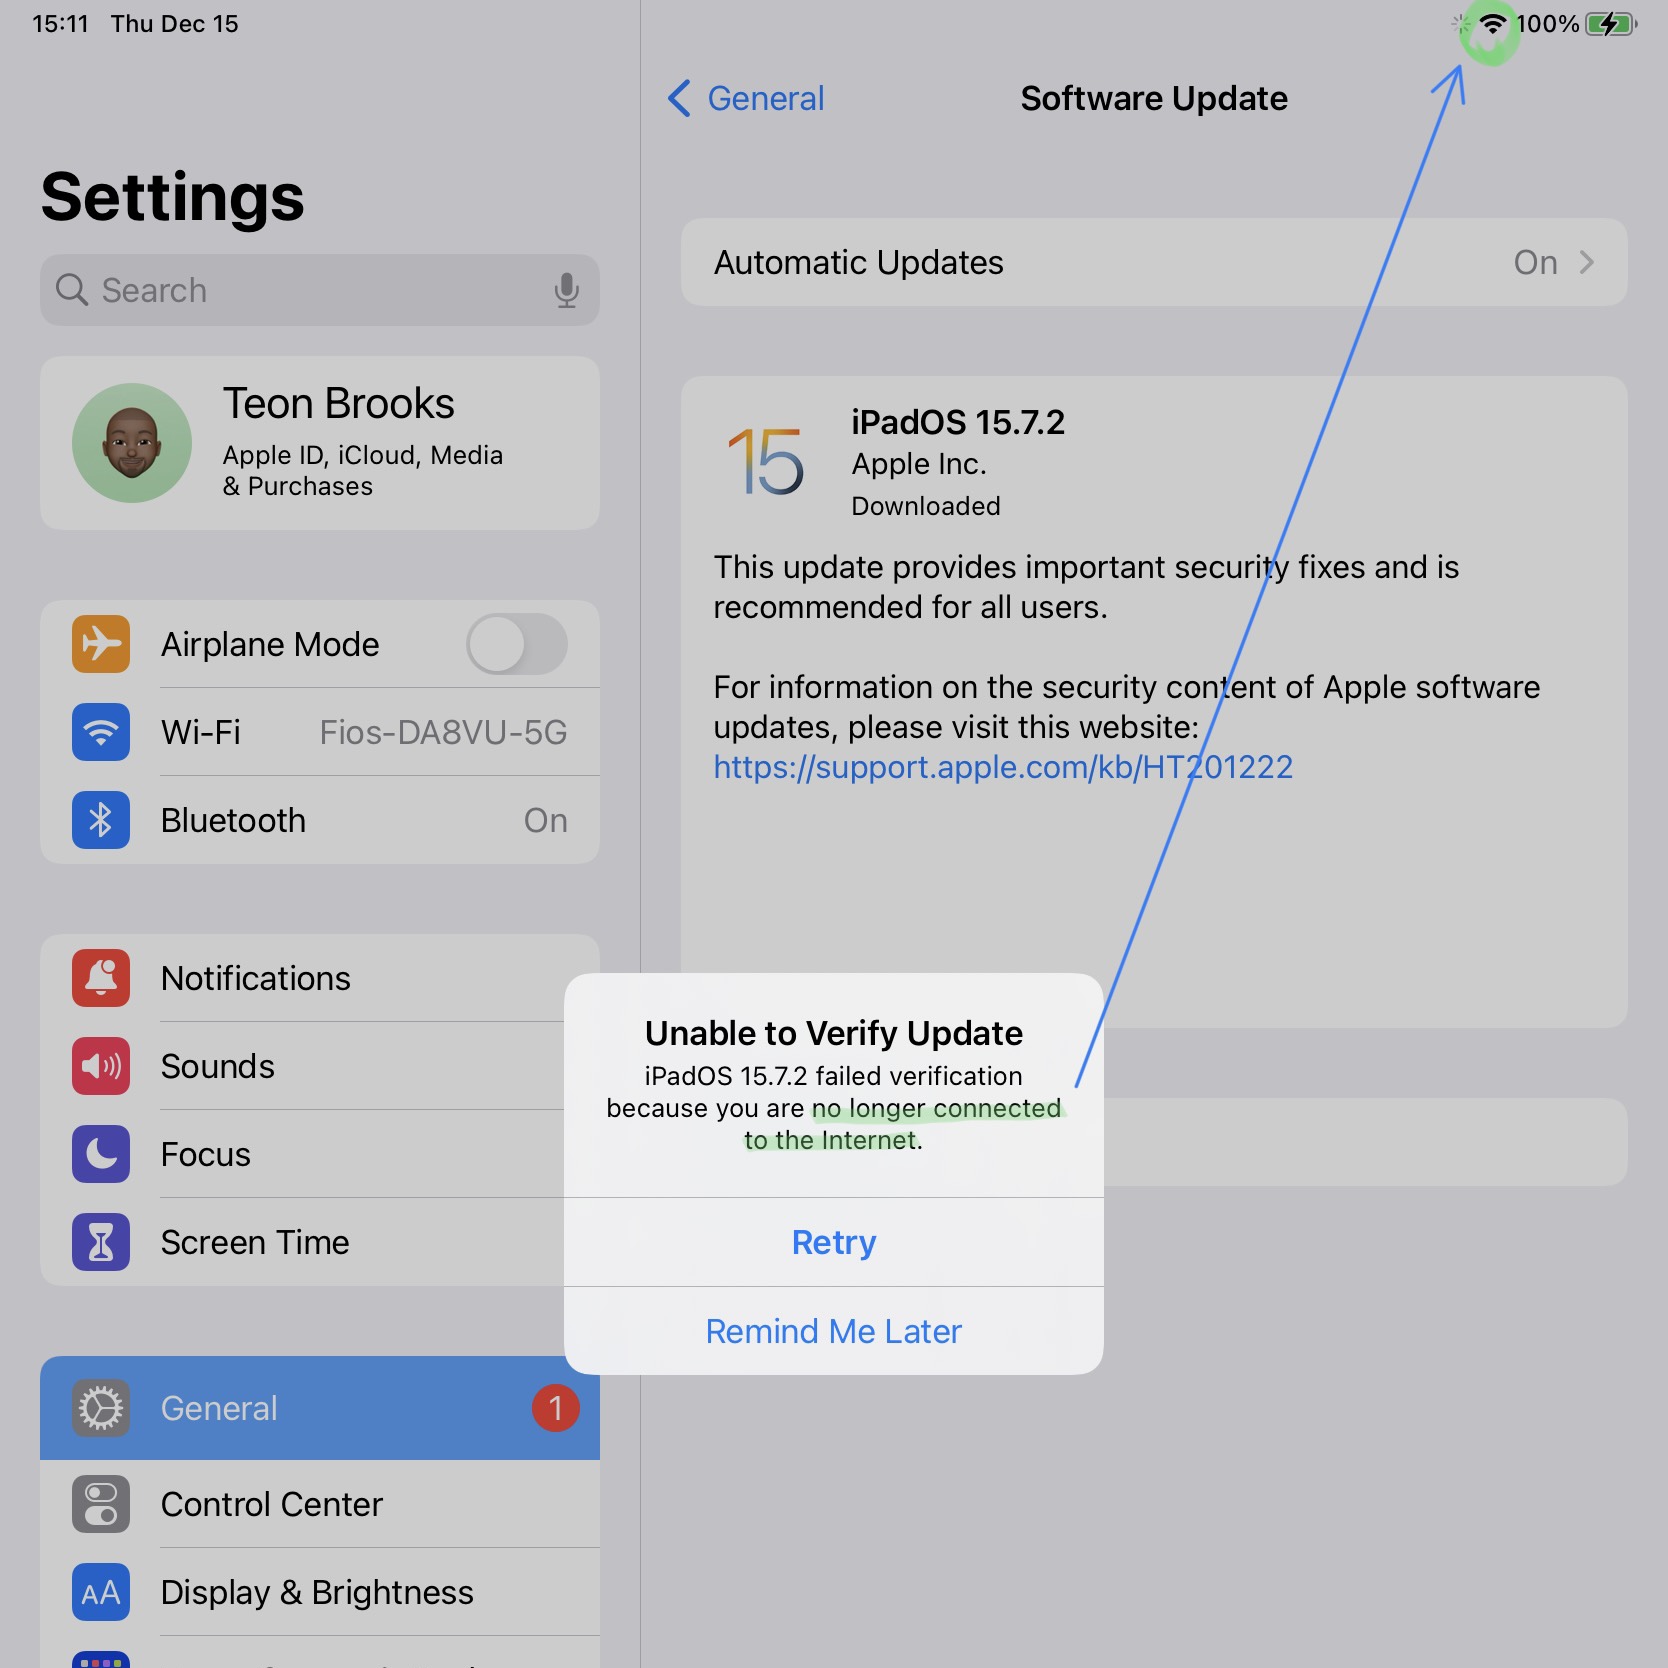 15:11 Thu Dec 15
100%
Settings
Search
Teon Brooks
Apple ID, iCloud, Media
& Purchases
Airplane Mode
Wi-Fi Fios-DA8VU-5G
Bluetooth On
Notifications
Sounds
Focus
Screen Time
General 1
Control Center
AA Display & Brightness
General
Software Update
Automatic Updates On
15
iPadOS 15.7.2
Apple Inc.
Downloaded
This update provides important security fixes and is
recommended for all users.
For information on the security content of Apple software
updates, please visit this website:
https://support.apple.com/kb/HT201222
Unable to Verify Update
iPadOS 15.7.2 failed verification
because you are no longer connected
to the Internet.
Retry
Remind Me Later